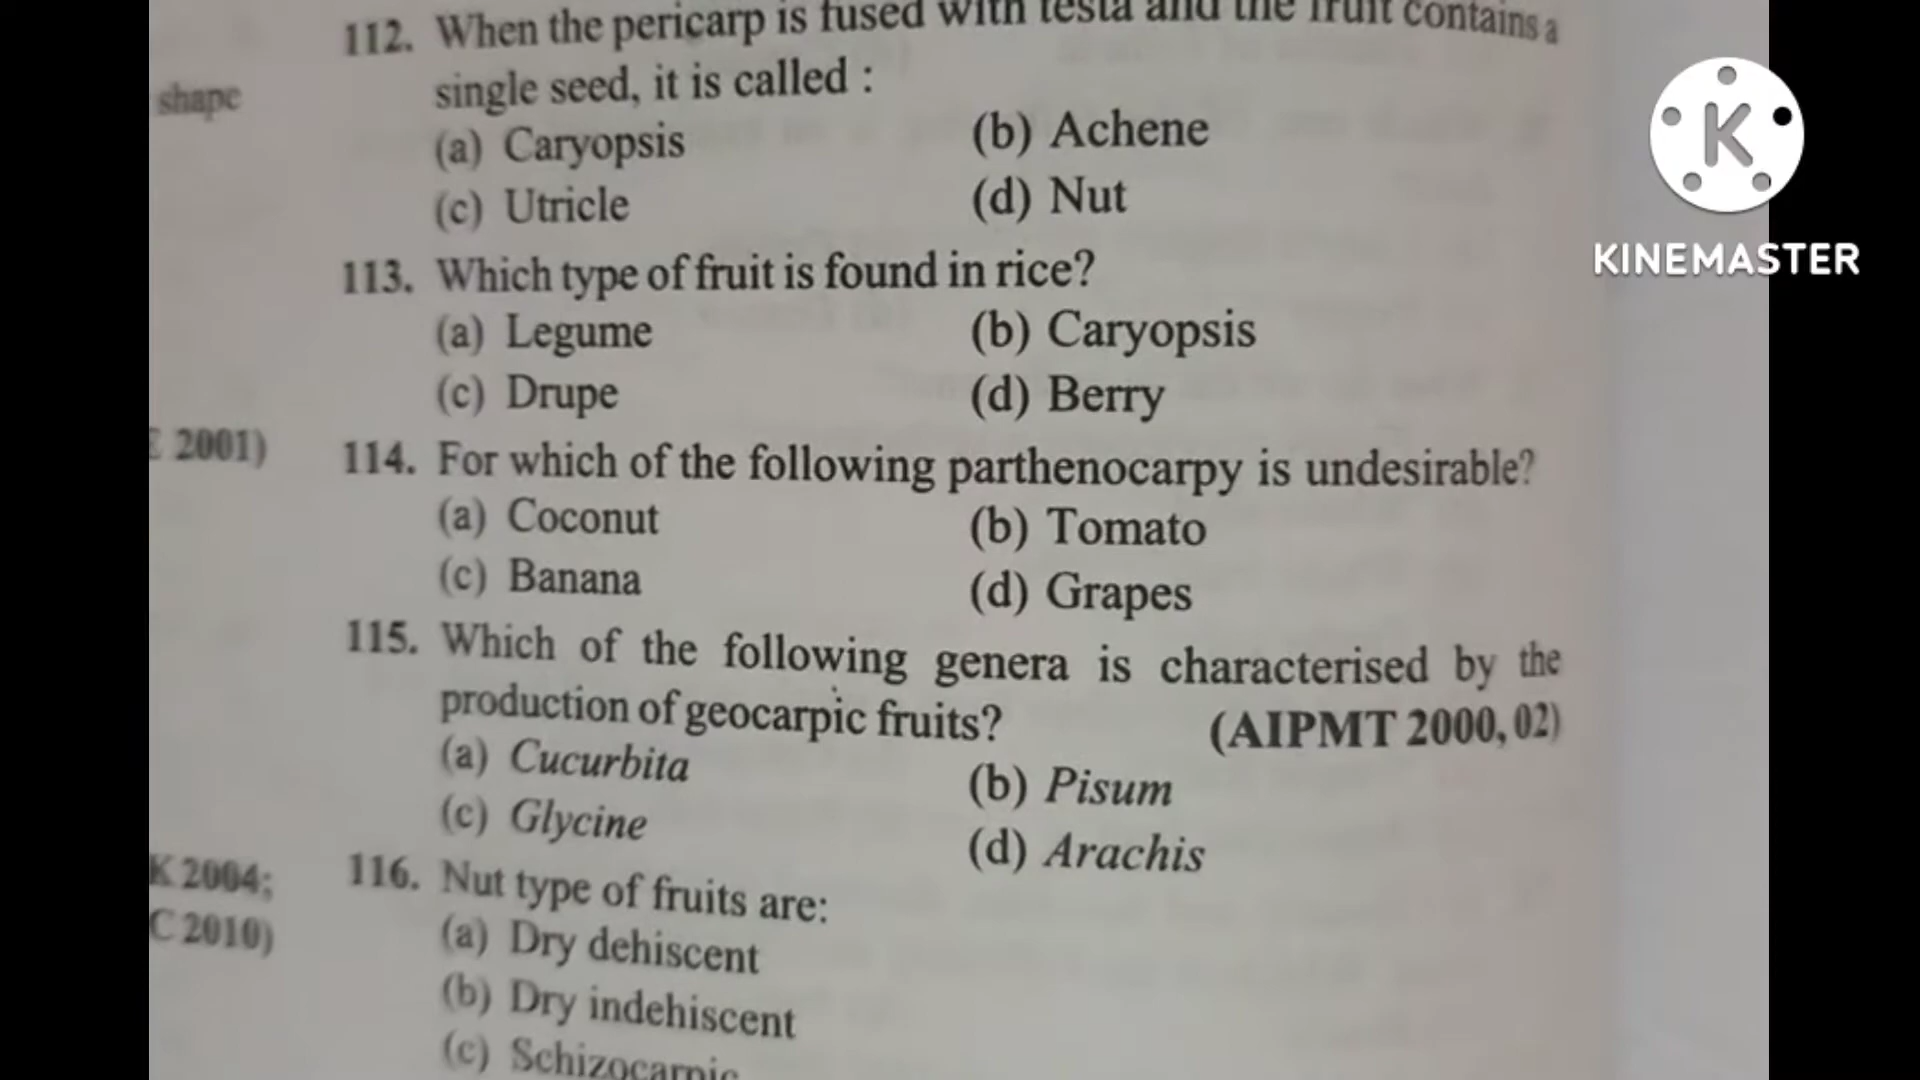 shape
E 2001)
K 2004;
C 2010)
112. When the pericarp is fused with testa and the fruit contains a
single seed, it is called :
(a) Caryopsis (b) Achene
(c) Utricle (d) Nut
113. Which type of fruit is found in rice?
(a) Legume (b) Caryopsis
(c) Drupe (d) Berry
114. For which of the following parthenocarpy is undesirable?
(a) Coconut (b) Tomato
(c) Banana (d) Grapes
115. Which of the following genera is characterised by the
production of geocarpic fruits? (AIPMT 2000, 02)
(a) Cucurbita (b) Pisum
(c) Glycine (d) Arachis
116. Nut type of fruits are:
(a) Dry dehiscent
(b) Dry indehiscent
(c) Schizocarpic
K
KINEMASTER